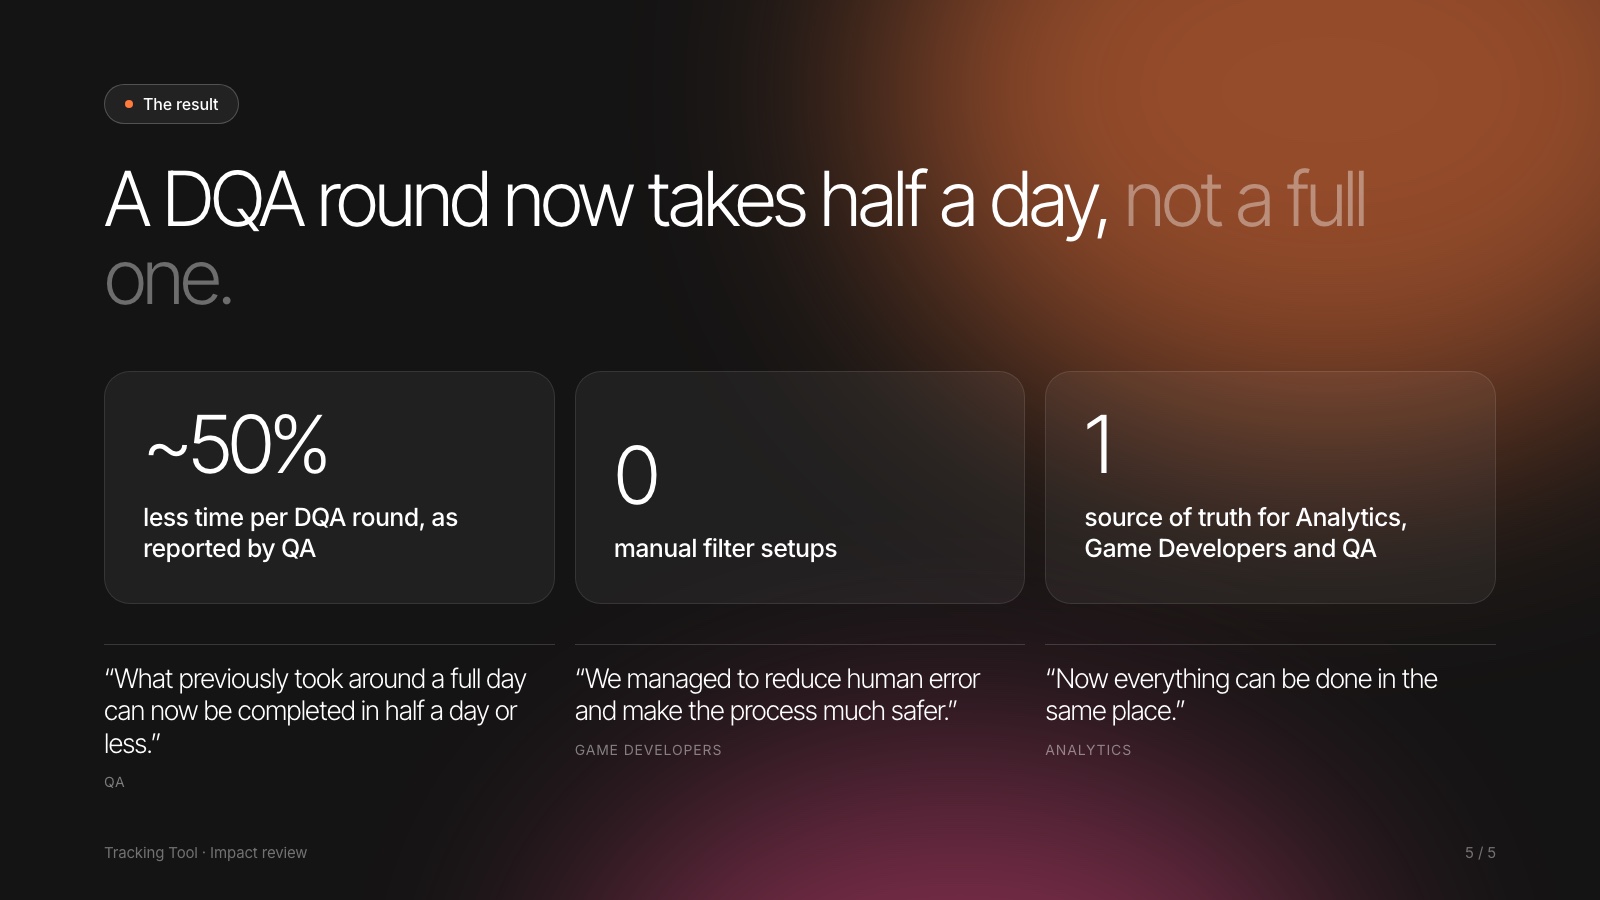 The result
A DQA round now takes half a day, not a full
one.
~50%
less time per DQA round, as
reported by QA
0
manual filter setups
1
source of truth for Analytics,
Game Developers and QA
“What previously took around a full day
can now be completed in half a day or
less.”
QA
“We managed to reduce human error
and make the process much safer.”
GAME DEVELOPERS
“Now everything can be done in the
same place.”
ANALYTICS
Tracking Tool · Impact review
5 / 5